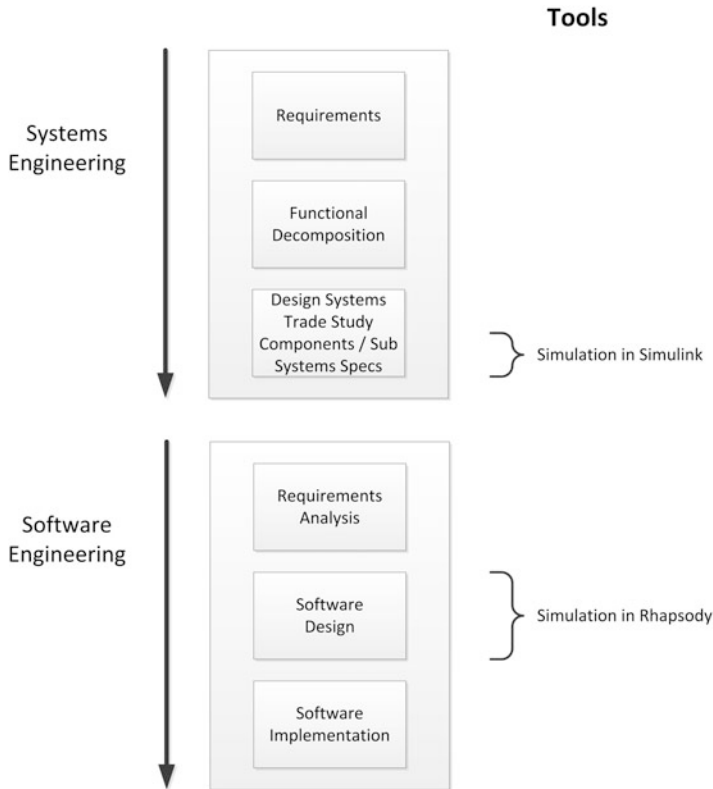 Tools
Systems
Engineering
Requirements
Functional
Decomposition
Design Systems
Trade Study
Components / Sub
Systems Specs
Simulation in Simulink
Software
Engineering
Requirements
Analysis
Software
Design
Simulation in Rhapsody
Software
Implementation